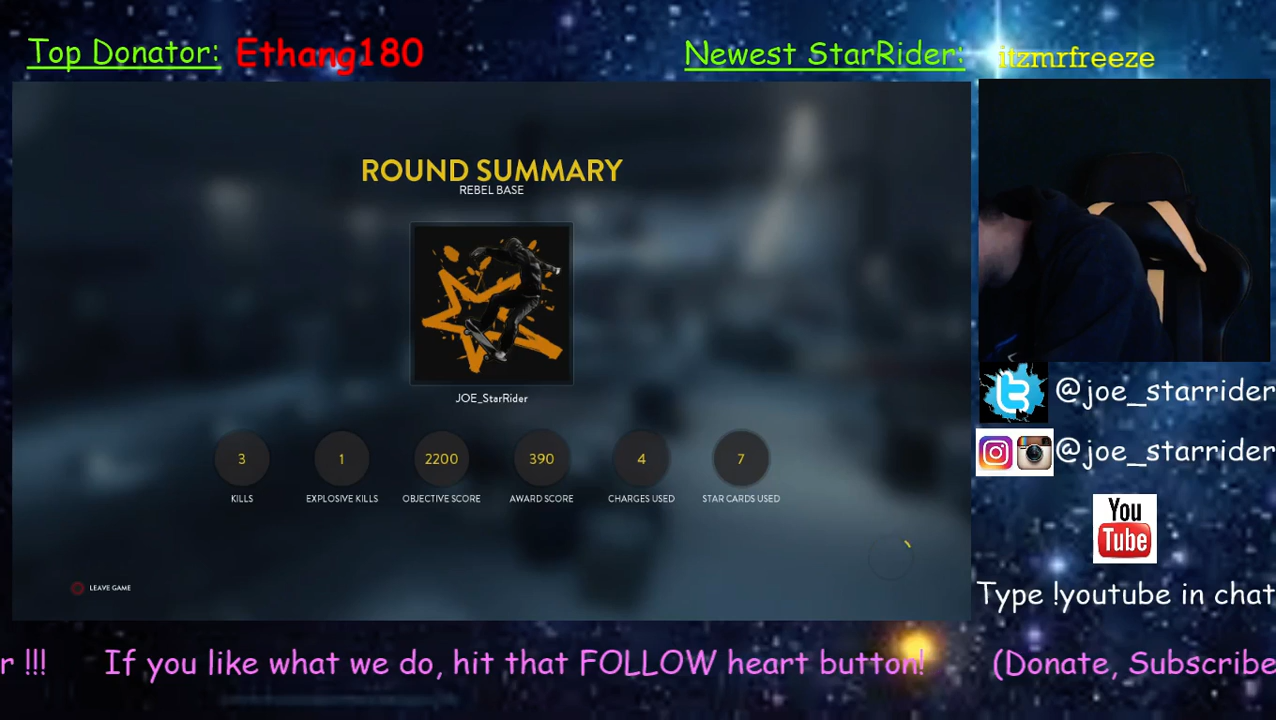 Top Donator: Ethang180
Newest StarRider: itzmrfreeze
ROUND SUMMARY
REBEL BASE
JOE_StarRider
3 1 2200 390 4 7
KILLS EXPLOSIVE KILLS OBJECTIVE SCORE AWARD SCORE CHARGES USED STAR CARDS USED
LEAVE GAME
@joe_starrider
@joe_starrider
You
Tube
Type !youtube in chat
r !!! If you like what we do, hit that FOLLOW heart button! (Donate, Subscribe